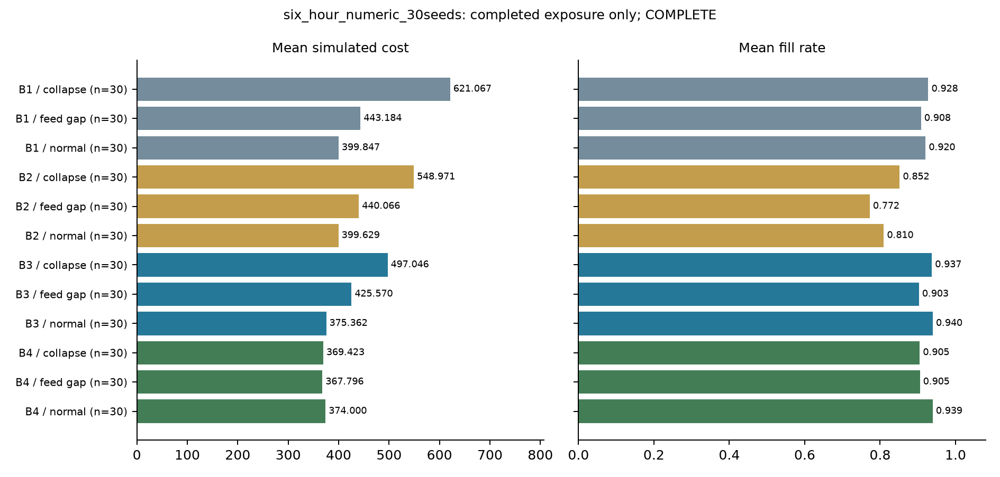 six_hour_numeric_30seeds: completed exposure only; COMPLETE
Mean simulated cost
Mean fill rate
B1 / collapse (n=30) 621.067 0.928
B1 / feed gap (n=30) 443.184 0.908
B1 / normal (n=30) 399.847 0.920
B2 / collapse (n=30) 548.971 0.852
B2 / feed gap (n=30) 440.066 0.772
B2 / normal (n=30) 399.629 0.810
B3 / collapse (n=30) 497.046 0.937
B3 / feed gap (n=30) 425.570 0.903
B3 / normal (n=30) 375.362 0.940
B4 / collapse (n=30) 369.423 0.905
B4 / feed gap (n=30) 367.796 0.905
B4 / normal (n=30) 374.000 0.939
0 100 200 300 400 500 600 700 800
0.0 0.2 0.4 0.6 0.8 1.0